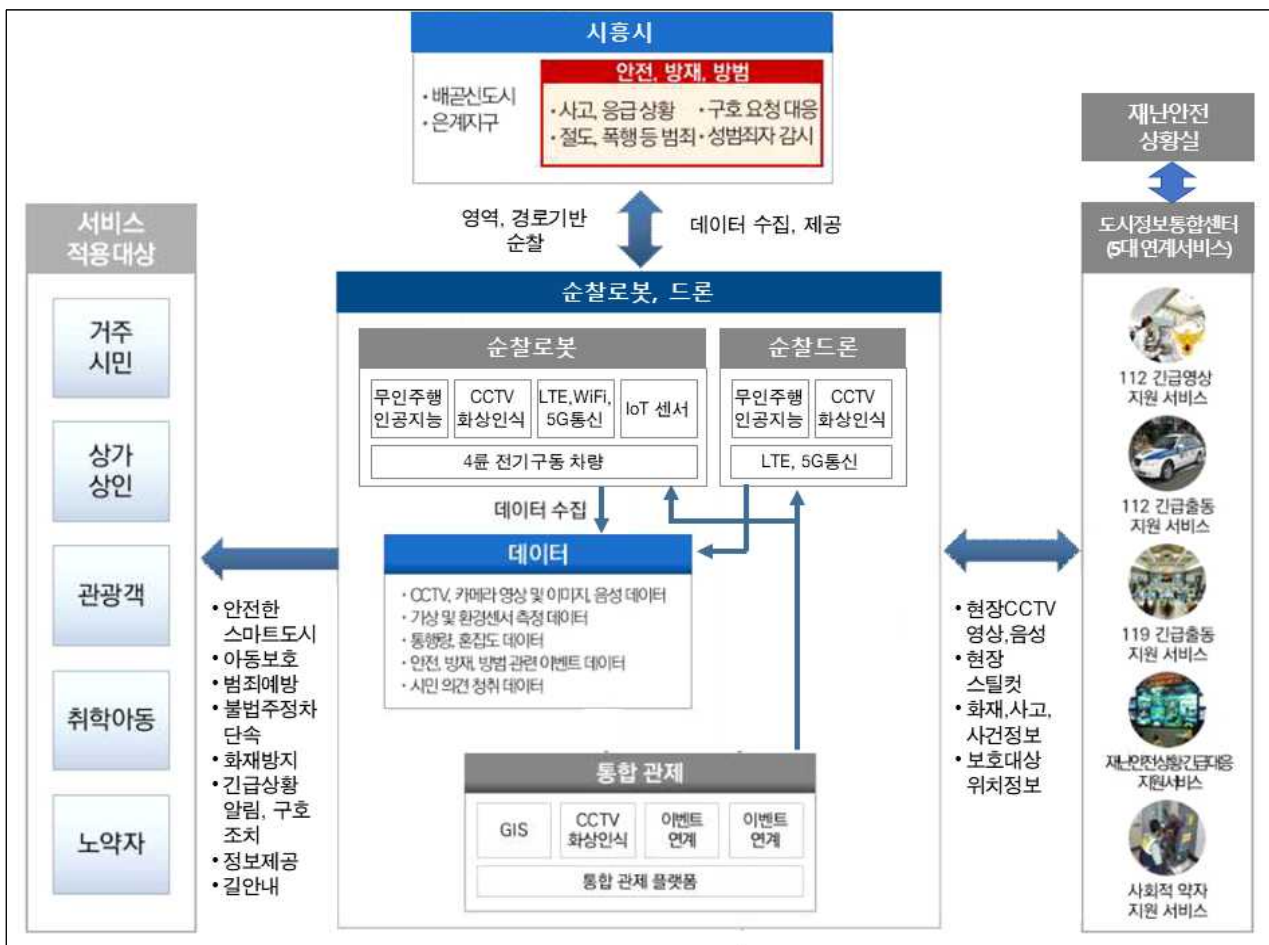 시흥시
• 배곧신도시
• 은계지구
안전, 방재, 방범
• 사고, 응급 상황
• 구호 요청 대응
• 절도, 폭행 등 범죄
• 성범죄자 감시
재난안전
상황실
영역, 경로기반
순찰
데이터 수집, 제공
서비스
적용대상
거주
시민
상가
상인
관광객
취학아동
노약자
순찰로봇, 드론
순찰로봇
무인주행
인공지능
CCTV
화상인식
LTE,WiFi,
5G통신
IoT 센서
4륜 전기구동 차량
순찰드론
무인주행
인공지능
CCTV
화상인식
LTE, 5G통신
데이터 수집
데이터
• CCTV, 카메라 영상 및 이미지, 음성 데이터
• 기상 및 환경센서 측정 데이터
• 통행량, 혼잡도 데이터
• 안전, 방재, 방범 관련 이벤트 데이터
• 시민 의견 청취 데이터
통합 관제
GIS
CCTV
화상인식
이벤트
연계
이벤트
연계
통합 관제 플랫폼
• 안전한
스마트도시
• 아동보호
• 범죄예방
• 불법주정차
단속
• 화재방지
• 긴급상황
알림, 구호
조치
• 정보제공
• 길안내
• 현장CCTV
영상,음성
• 현장
스틸컷
• 화재,사고,
사건정보
• 보호대상
위치정보
도시정보통합센터
(5대 연계서비스)
112 긴급영상
지원 서비스
112 긴급출동
지원 서비스
119 긴급출동
지원 서비스
재난안전상황긴급대응
지원서비스
사회적 약자
지원 서비스